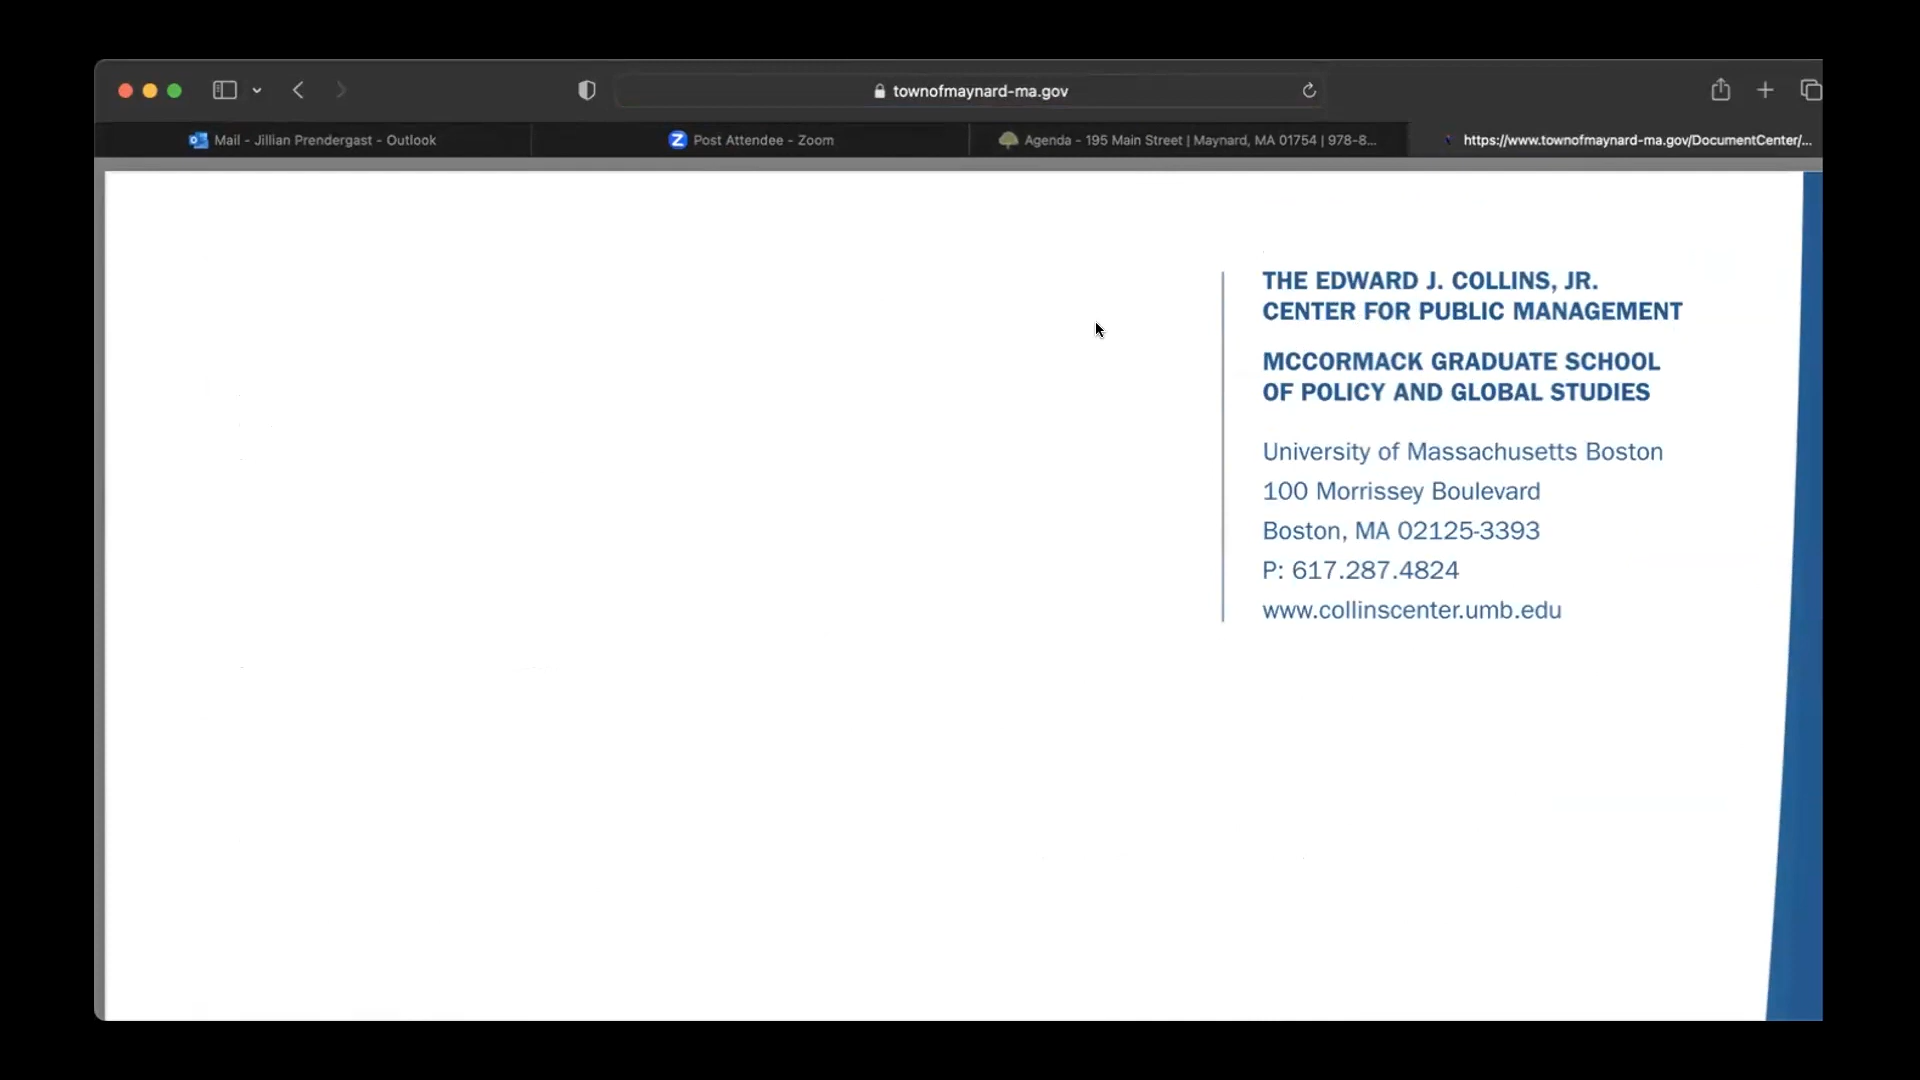 townofmaynard-ma.gov
Mail - Jillian Prendergast - Outlook
Post Attendee - Zoom
Agenda - 195 Main Street | Maynard, MA 01754 | 978-8...
https://www.townofmaynard-ma.gov/DocumentCenter/...
THE EDWARD J. COLLINS, JR.
CENTER FOR PUBLIC MANAGEMENT
MCCORMACK GRADUATE SCHOOL
OF POLICY AND GLOBAL STUDIES
University of Massachusetts Boston
100 Morrissey Boulevard
Boston, MA 02125-3393
P: 617.287.4824
www.collinscenter.umb.edu